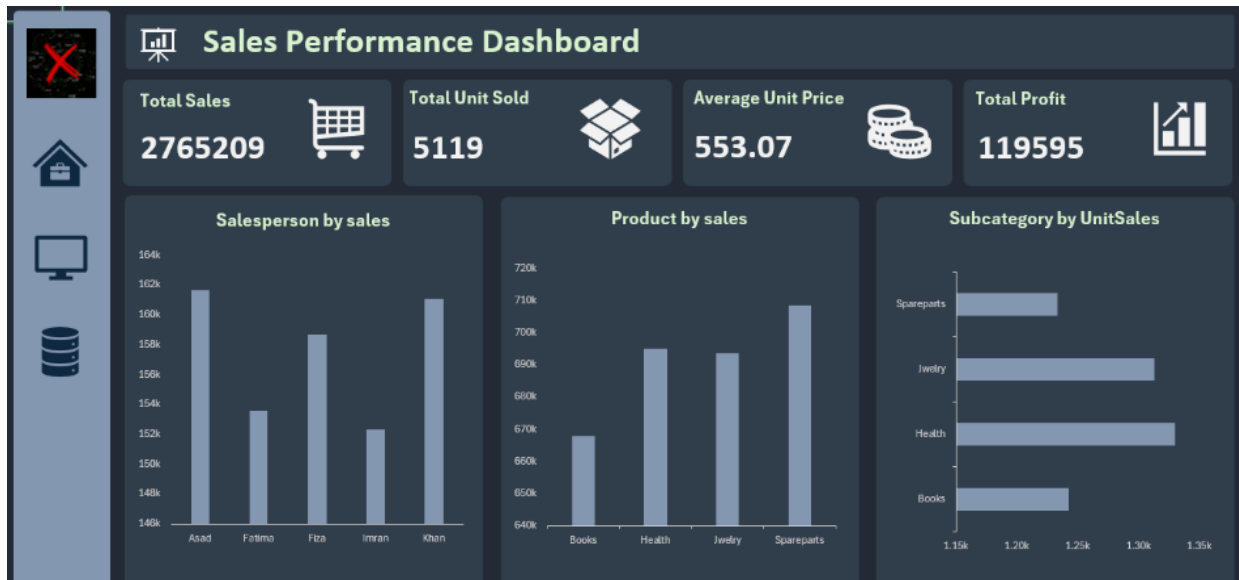 Sales Performance Dashboard
Total Sales
2765209
Total Unit Sold
5119
Average Unit Price
553.07
Total Profit
119595
Salesperson by sales
164k
162k
160k
158k
156k
154k
152k
150k
148k
146k
Asad Fatima Fiza Imran Khan
Product by sales
720k
710k
700k
690k
680k
670k
660k
650k
640k
Books Health Jwelry Spareparts
Subcategory by UnitSales
Spareparts
Jwelry
Health
Books
1.15k 1.20k 1.25k 1.30k 1.35k